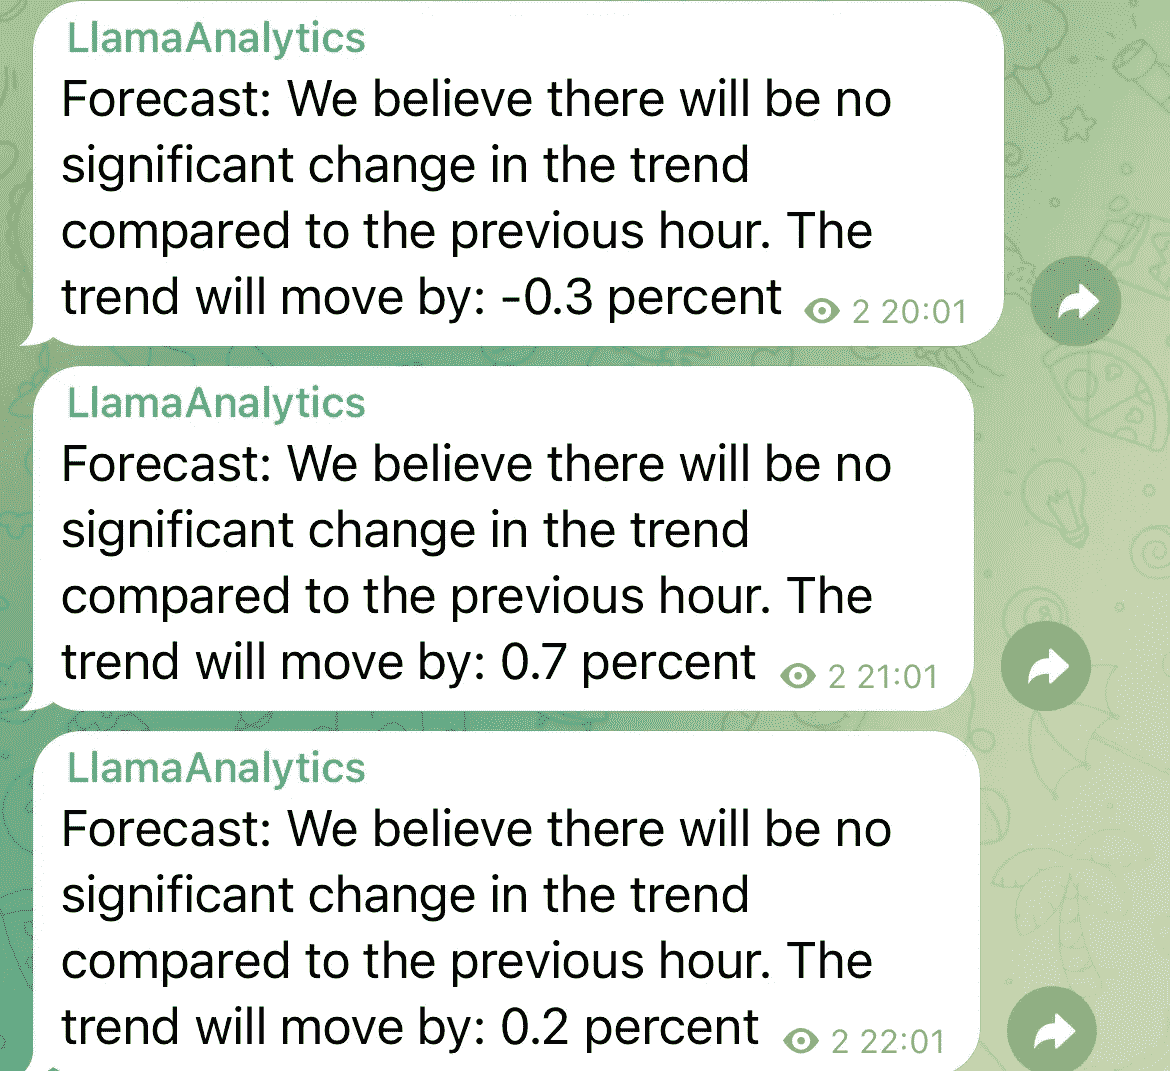 LlamaAnalytics
Forecast: We believe there will be no
significant change in the trend
compared to the previous hour. The
trend will move by: -0.3 percent 2 20:01
LlamaAnalytics
Forecast: We believe there will be no
significant change in the trend
compared to the previous hour. The
trend will move by: 0.7 percent 2 21:01
LlamaAnalytics
Forecast: We believe there will be no
significant change in the trend
compared to the previous hour. The
trend will move by: 0.2 percent 2 22:01